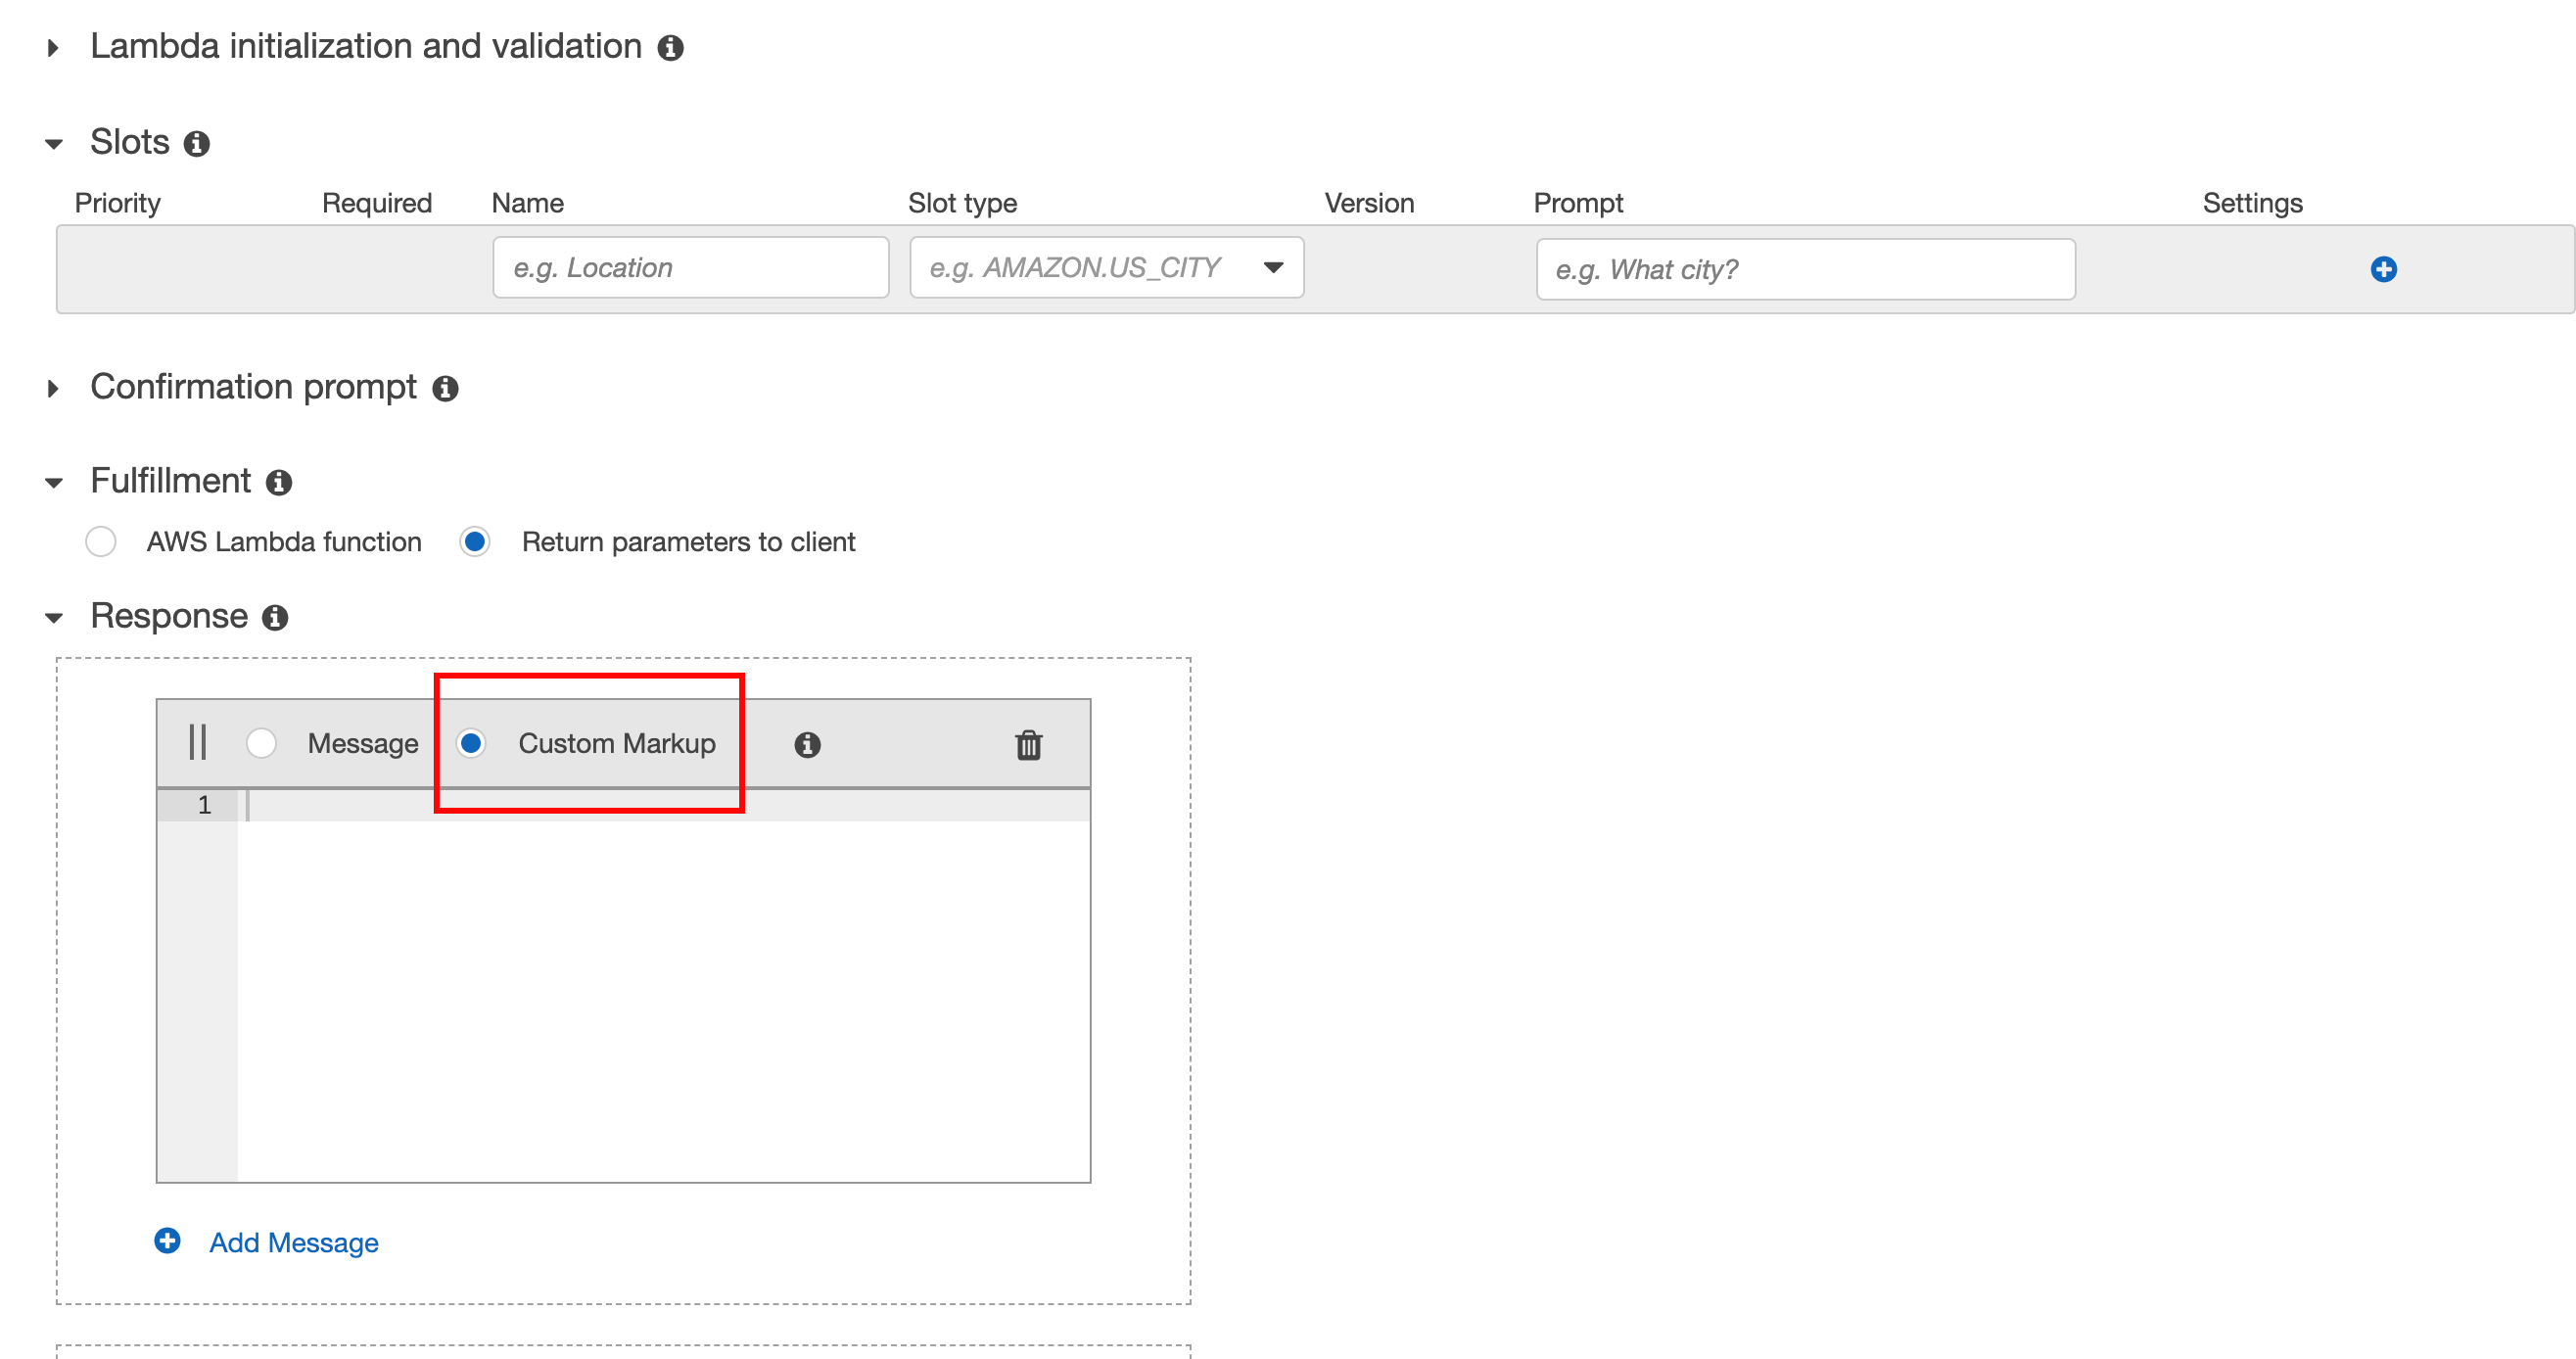 Lambda initialization and validation
Slots
Priority Required Name Slot type Version Prompt Settings
e.g. Location e.g. AMAZON.US_CITY e.g. What city?
Confirmation prompt
Fulfillment
AWS Lambda function Return parameters to client
Response
Message Custom Markup
1
Add Message